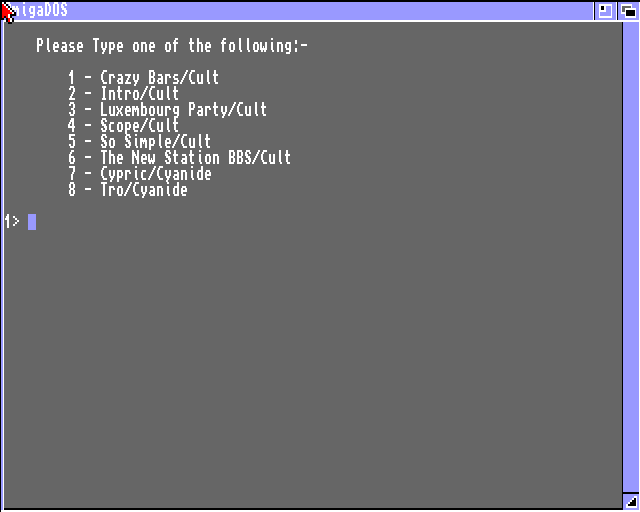 AmigaDOS
Please Type one of the following:-
1 - Crazy Bars/Cult
2 - Intro/Cult
3 - Luxembourg Party/Cult
4 - Scope/Cult
5 - So Simple/Cult
6 - The New Station BBS/Cult
7 - Cypric/Cyanide
8 - Tro/Cyanide
1>